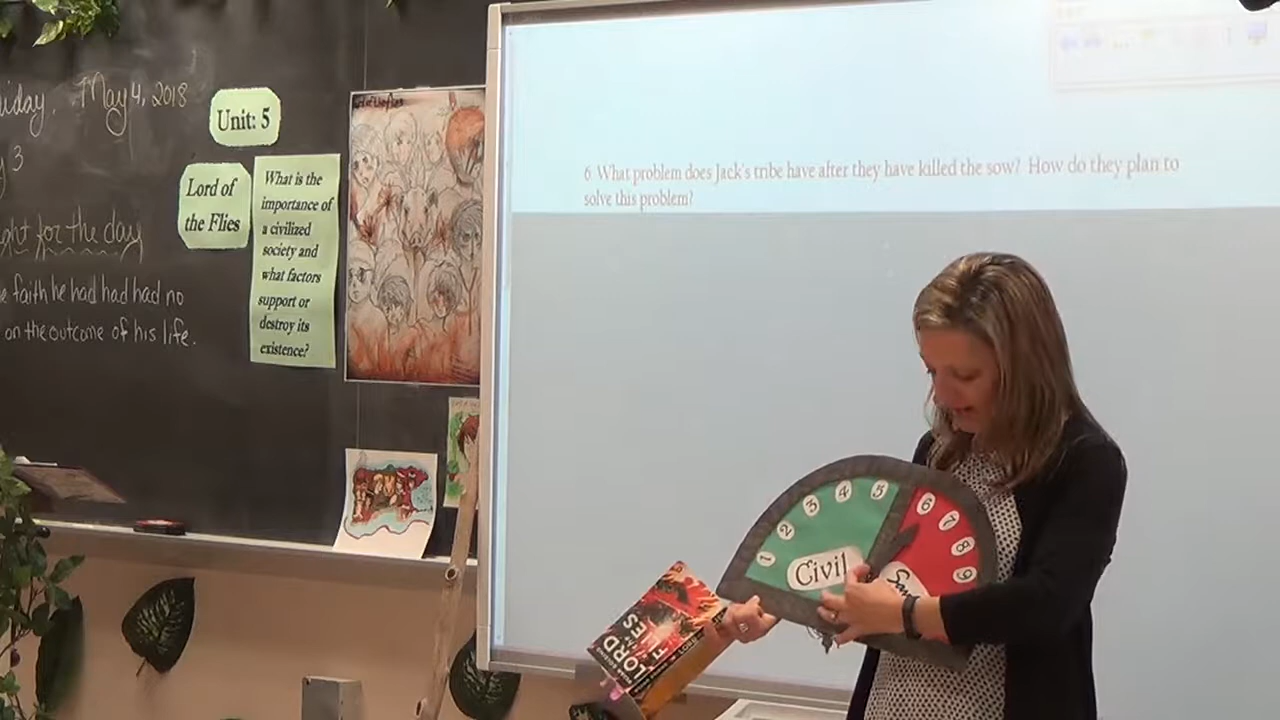 May 4, 2018
3
for the day
faith he had had had no
on the outcome of his life.
Unit: 5
Lord of
the Flies
What is the
importance of
a civilized
society and
what factors
support or
destroy its
existence?
6. What problem does Jack's tribe have after they have killed the sow? How do they plan to
solve this problem?
1 2 3 4 5 6 7 8 9
Civil
LORD
OF THE
FLIES